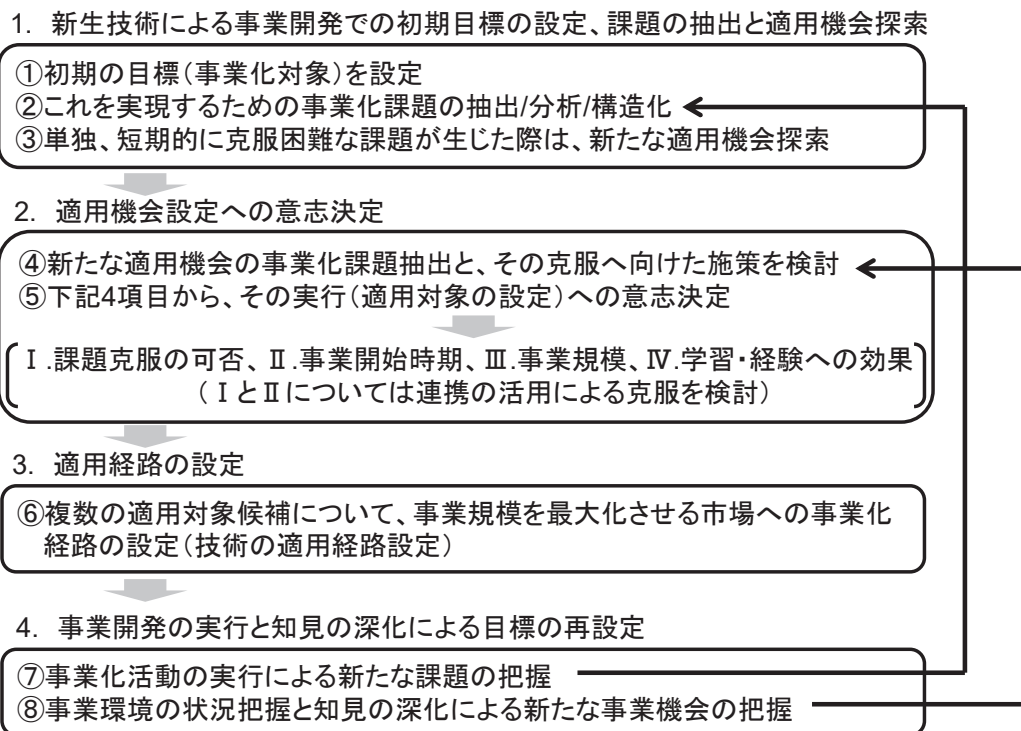 1. 新生技術による事業開発での初期目標の設定、課題の抽出と適用機会探索
①初期の目標(事業化対象)を設定
②これを実現するための事業化課題の抽出/分析/構造化
③単独、短期的に克服困難な課題が生じた際は、新たな適用機会探索
2. 適用機会設定への意志決定
④新たな適用機会の事業化課題抽出と、その克服へ向けた施策を検討
⑤下記4項目から、その実行(適用対象の設定)への意志決定
Ⅰ.課題克服の可否、Ⅱ.事業開始時期、Ⅲ.事業規模、Ⅳ.学習・経験への効果
(ⅠとⅡについては連携の活用による克服を検討)
3. 適用経路の設定
⑥複数の適用対象候補について、事業規模を最大化させる市場への事業化
経路の設定(技術の適用経路設定)
4. 事業開発の実行と知見の深化による目標の再設定
⑦事業化活動の実行による新たな課題の把握
⑧事業環境の状況把握と知見の深化による新たな事業機会の把握